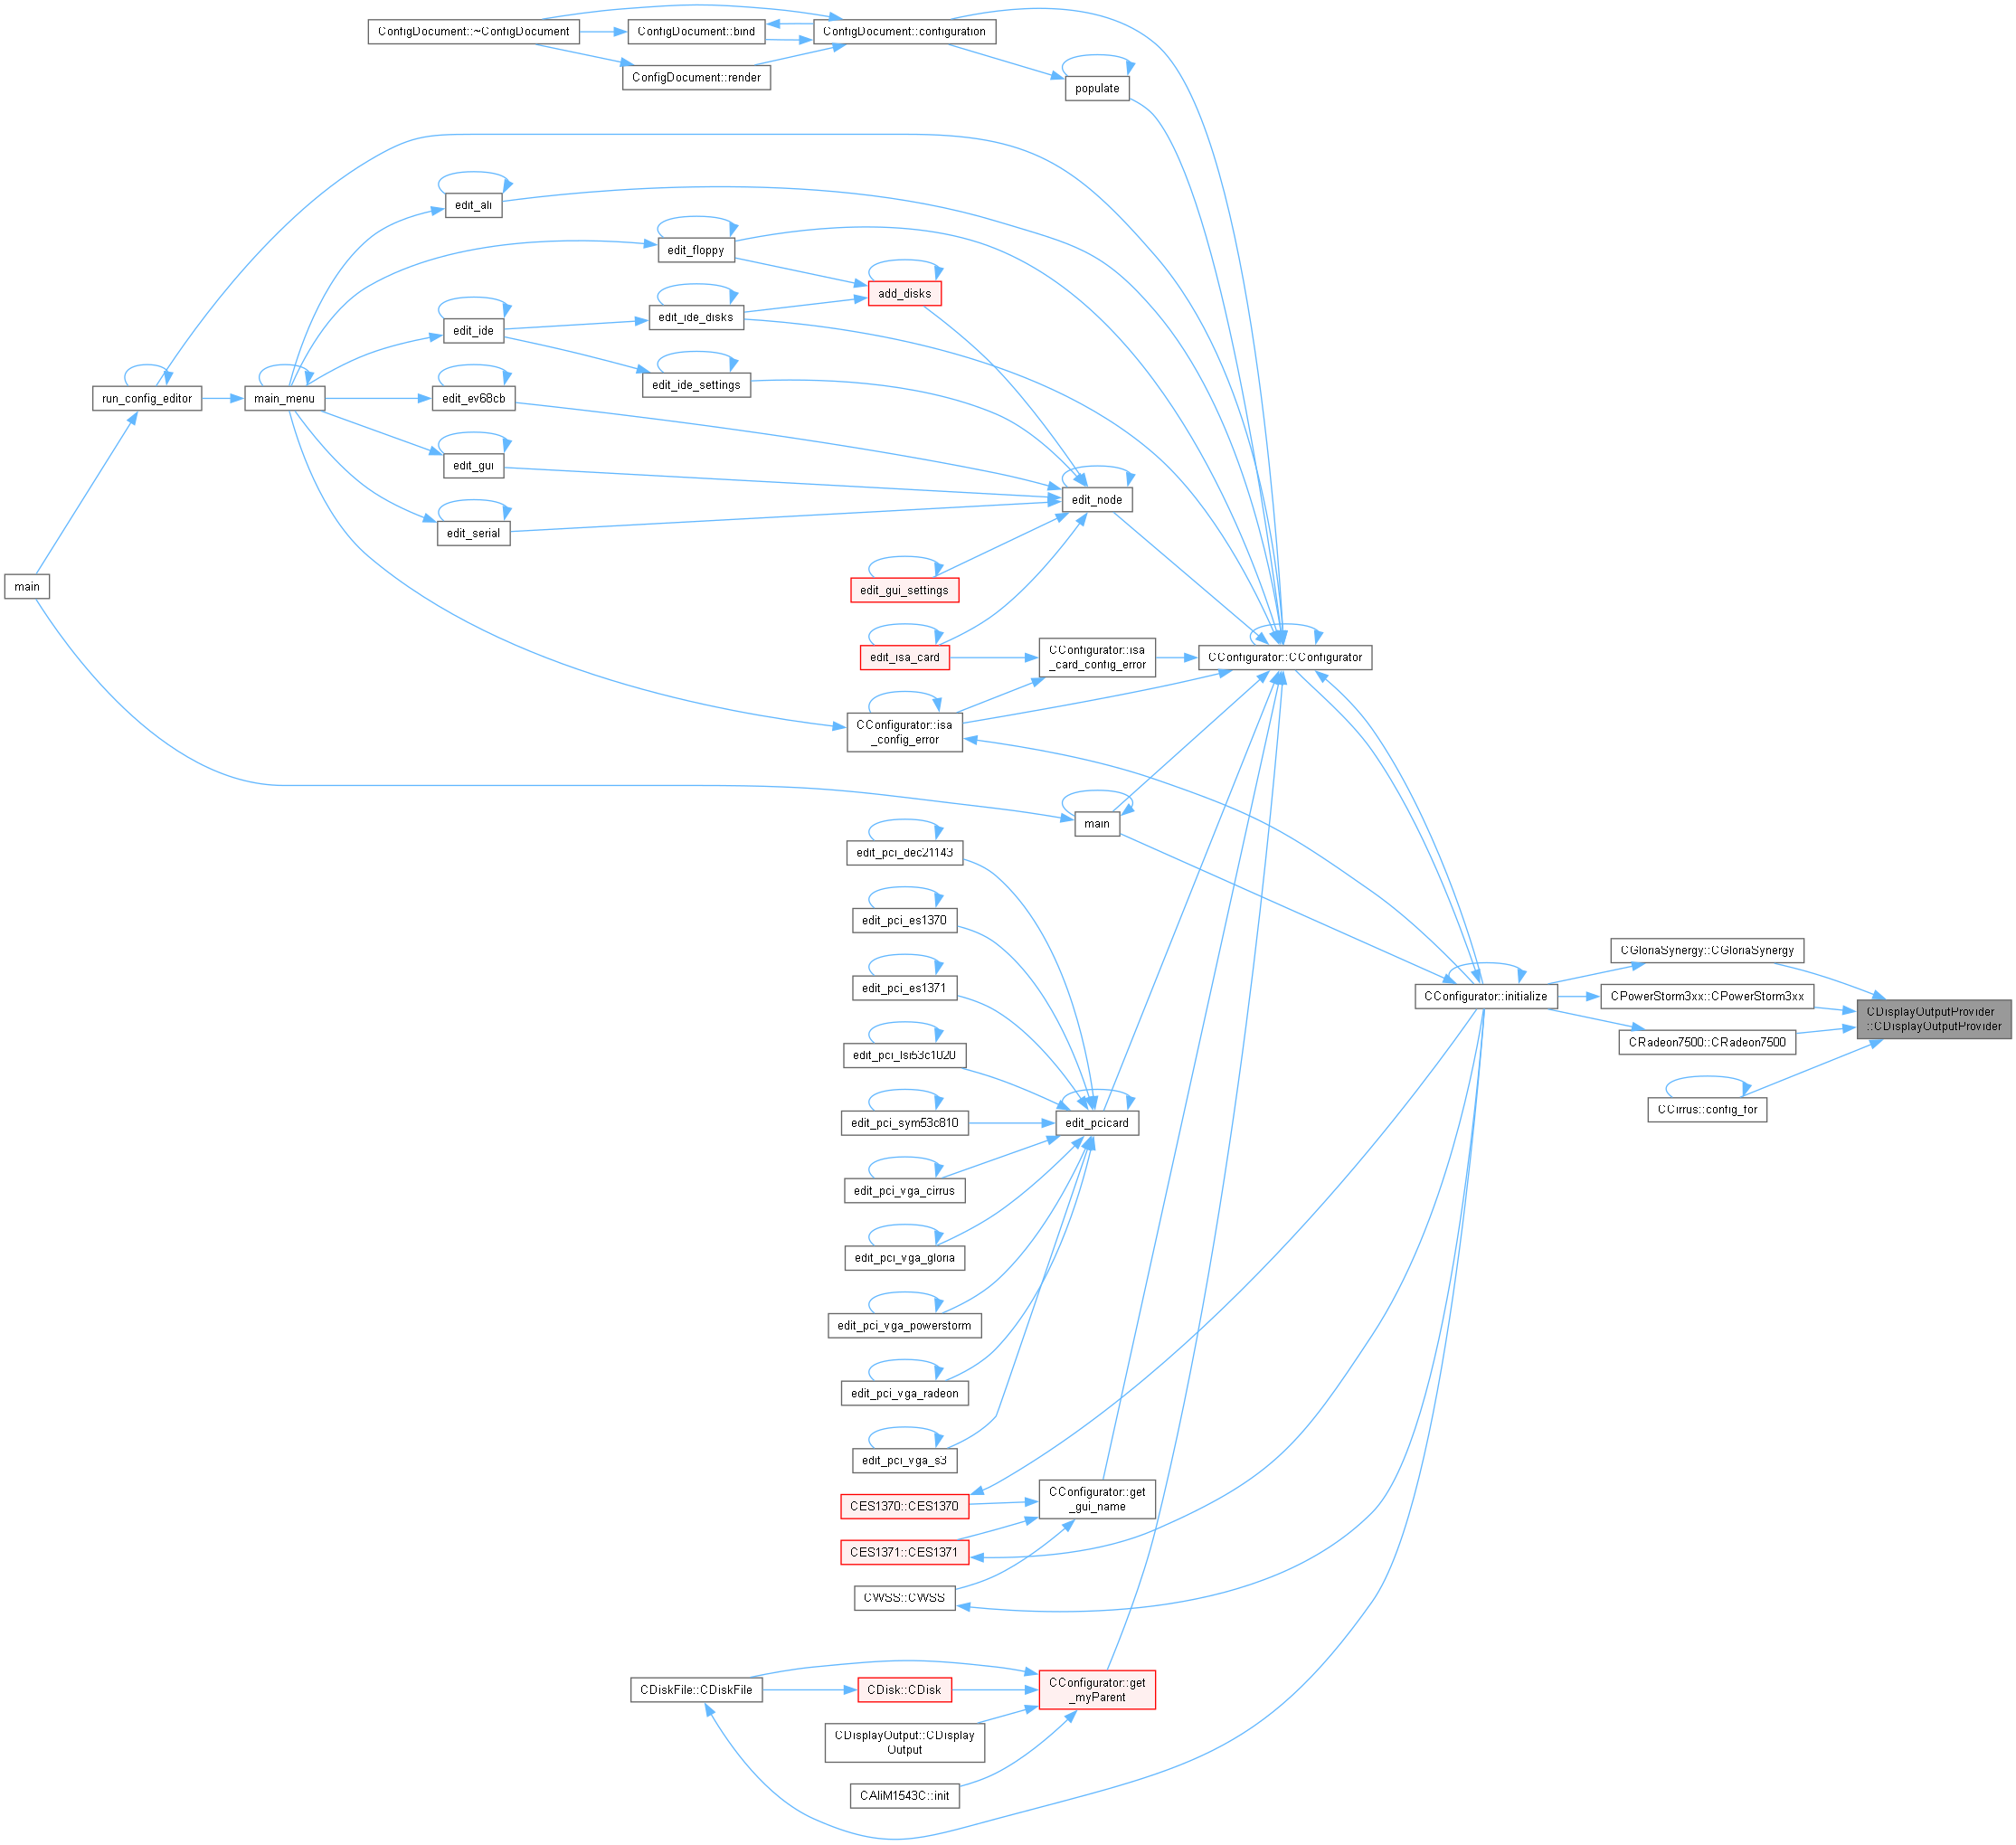 ConfigDocument::~ConfigDocument
ConfigDocument::bind
ConfigDocument::configuration
ConfigDocument::render
populate
edit_ali
edit_floppy
add_disks
edit_ide_disks
edit_ide
edit_ide_settings
run_config_editor
main_menu
edit_ev68cb
edit_gui
edit_node
edit_serial
main
edit_gui_settings
edit_isa_card
CConfigurator::isa
_card_config_error
CConfigurator::CConfigurator
CConfigurator::isa
_config_error
main
edit_pci_dec21143
edit_pci_es1370
CGloriaSynergy::CGloriaSynergy
edit_pci_es1371
CConfigurator::initialize
CPowerStorm3xx::CPowerStorm3xx
CDisplayOutputProvider
::CDisplayOutputProvider
CRadeon7500::CRadeon7500
edit_pci_lsi53c1020
CCirrus::config_for
edit_pci_sym53c810
edit_pcicard
edit_pci_vga_cirrus
edit_pci_vga_gloria
edit_pci_vga_powerstorm
edit_pci_vga_radeon
edit_pci_vga_s3
CConfigurator::get
_gui_name
CES1370::CES1370
CES1371::CES1371
CWSS::CWSS
CDiskFile::CDiskFile
CDisk::CDisk
CConfigurator::get
_myParent
CDisplayOutput::CDisplay
Output
CAliM1543C::init